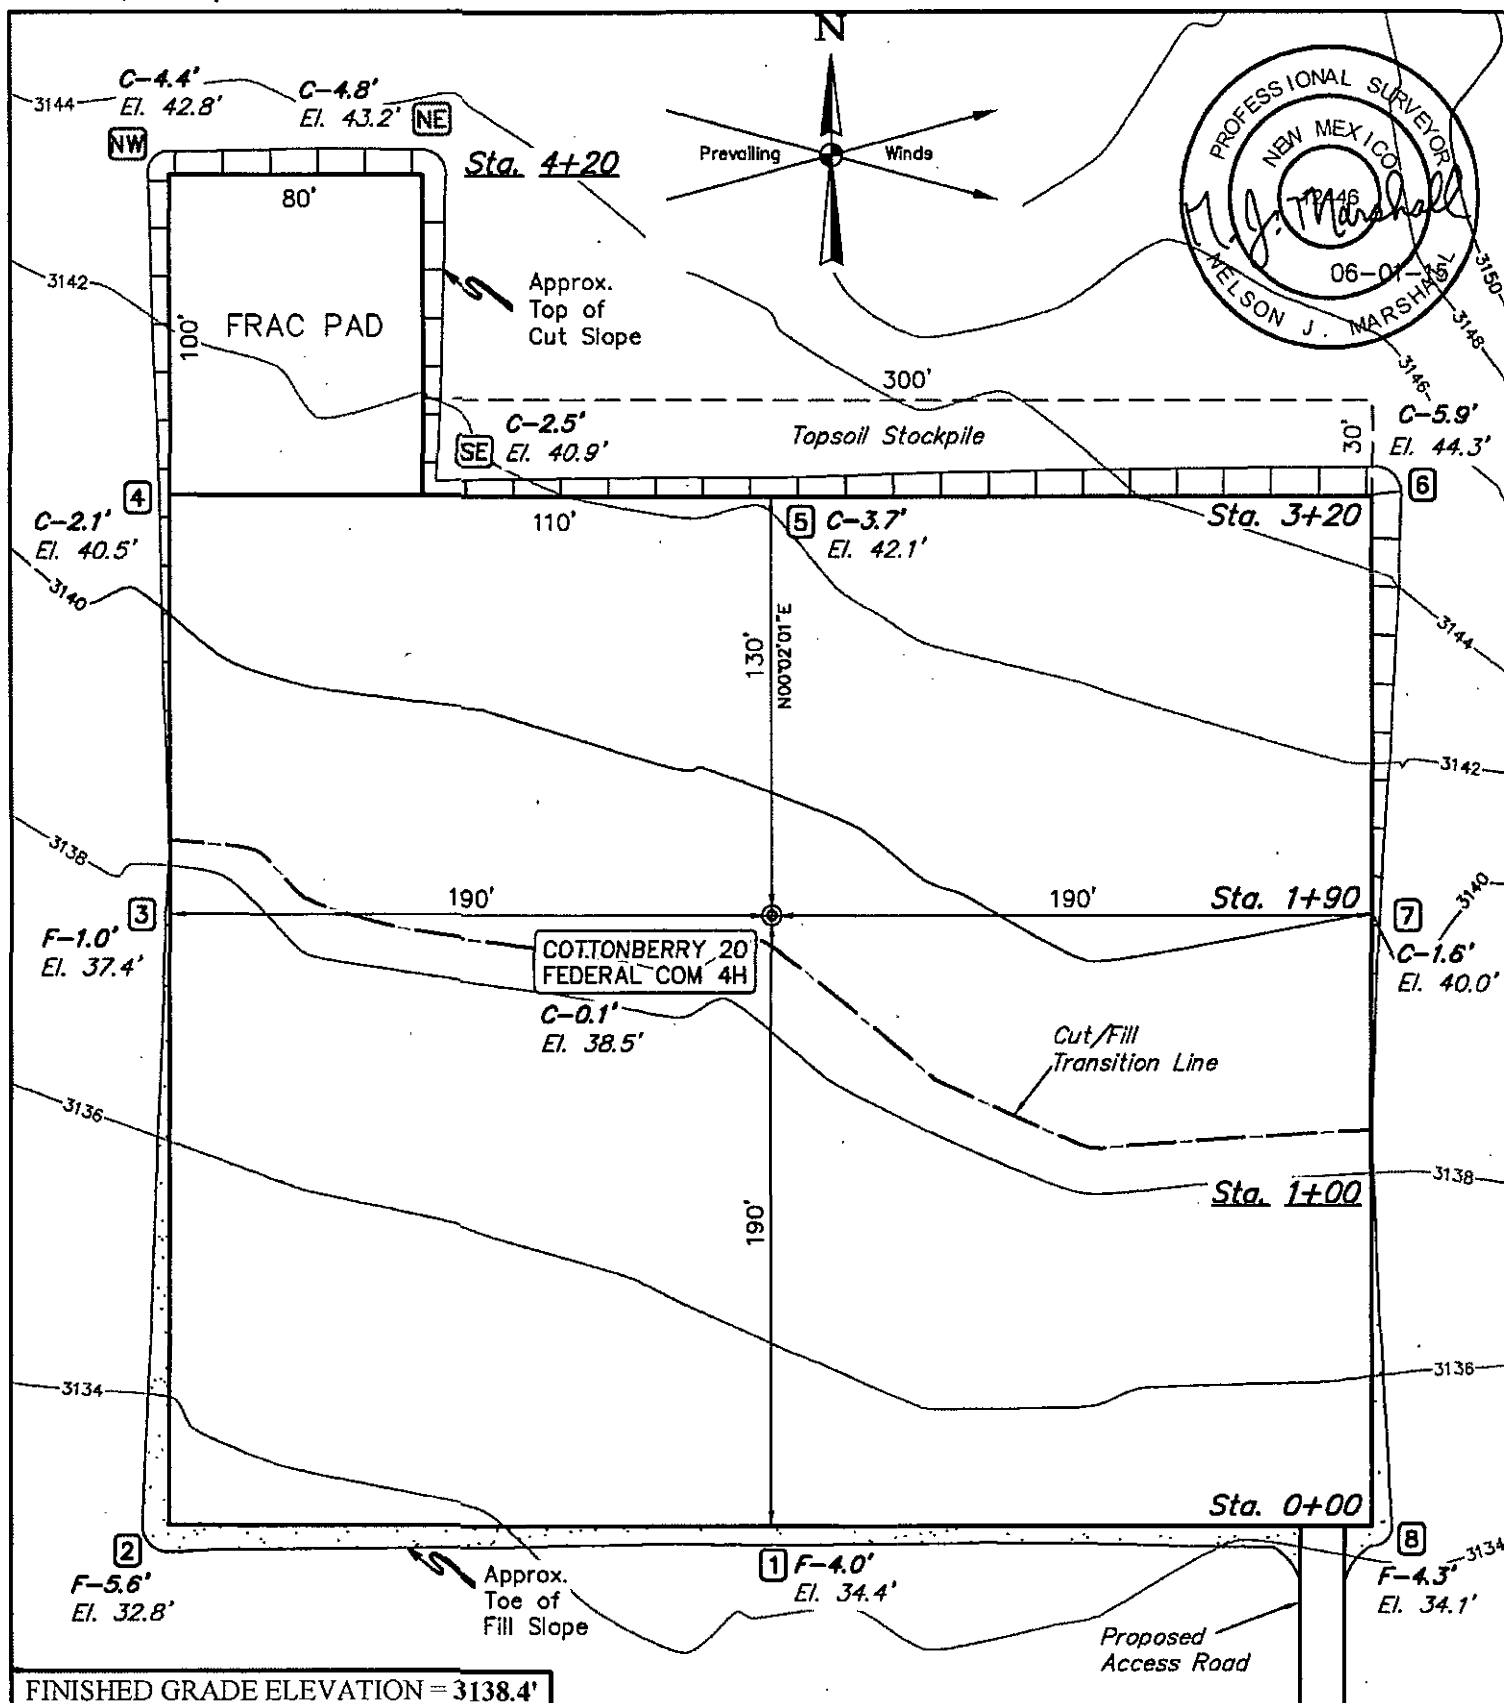 N
C-4.4'
El. 42.8'
C-4.8'
El. 43.2'
NE
NW
3144
Sta. 4+20
Prevailing
Winds
PROFESSIONAL SURVEYOR
NEW MEXICO
N.J. Marshall
06-01-15
NELSON J. MARSHALL
80'
3142
FRAC PAD
100'
Approx.
Top of
Cut Slope
3150
3148
3146
300'
C-2.5'
El. 40.9'
SE
Topsoil Stockpile
30'
C-5.9'
El. 44.3'
4
6
C-2.1'
El. 40.5'
110'
5
C-3.7'
El. 42.1'
Sta. 3+20
3140
3144
130'
N00°02'01"E
3142
3138
3140
190'
190'
Sta. 1+90
3
7
F-1.0'
El. 37.4'
COTTONBERRY 20
FEDERAL COM 4H
C-1.6'
El. 40.0'
C-0.1'
El. 38.5'
Cut/Fill
Transition Line
3136
3138
Sta. 1+00
190'
3136
3134
Sta. 0+00
2
1
F-4.0'
El. 34.4'
8
3134
F-5.6'
El. 32.8'
Approx.
Toe of
Fill Slope
F-4.3'
El. 34.1'
Proposed
Access Road
FINISHED GRADE ELEVATION = 3138.4'